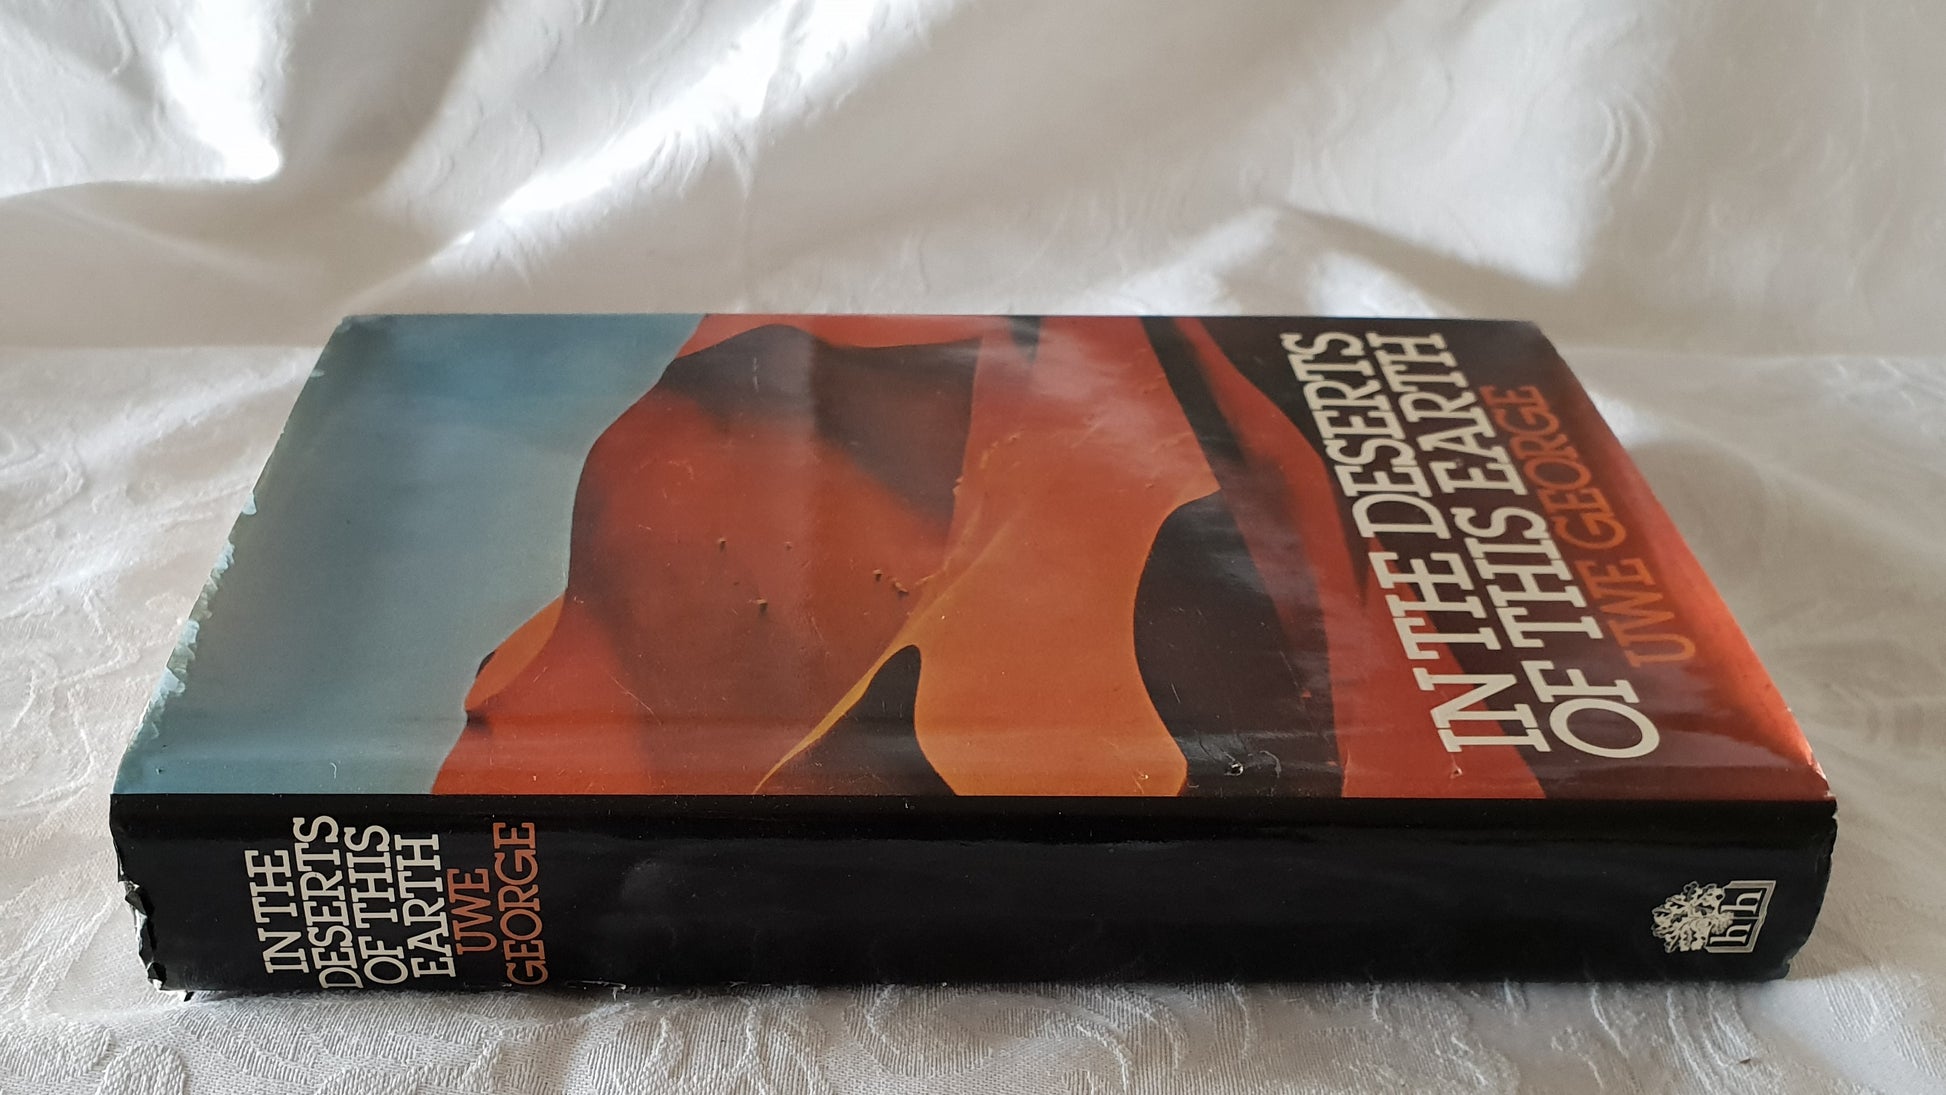 IN THE DESERTS
OF THIS EARTH
UWE GEORGE
IN THE
DESERTS
OF THIS
EARTH
UWE
GEORGE
hh